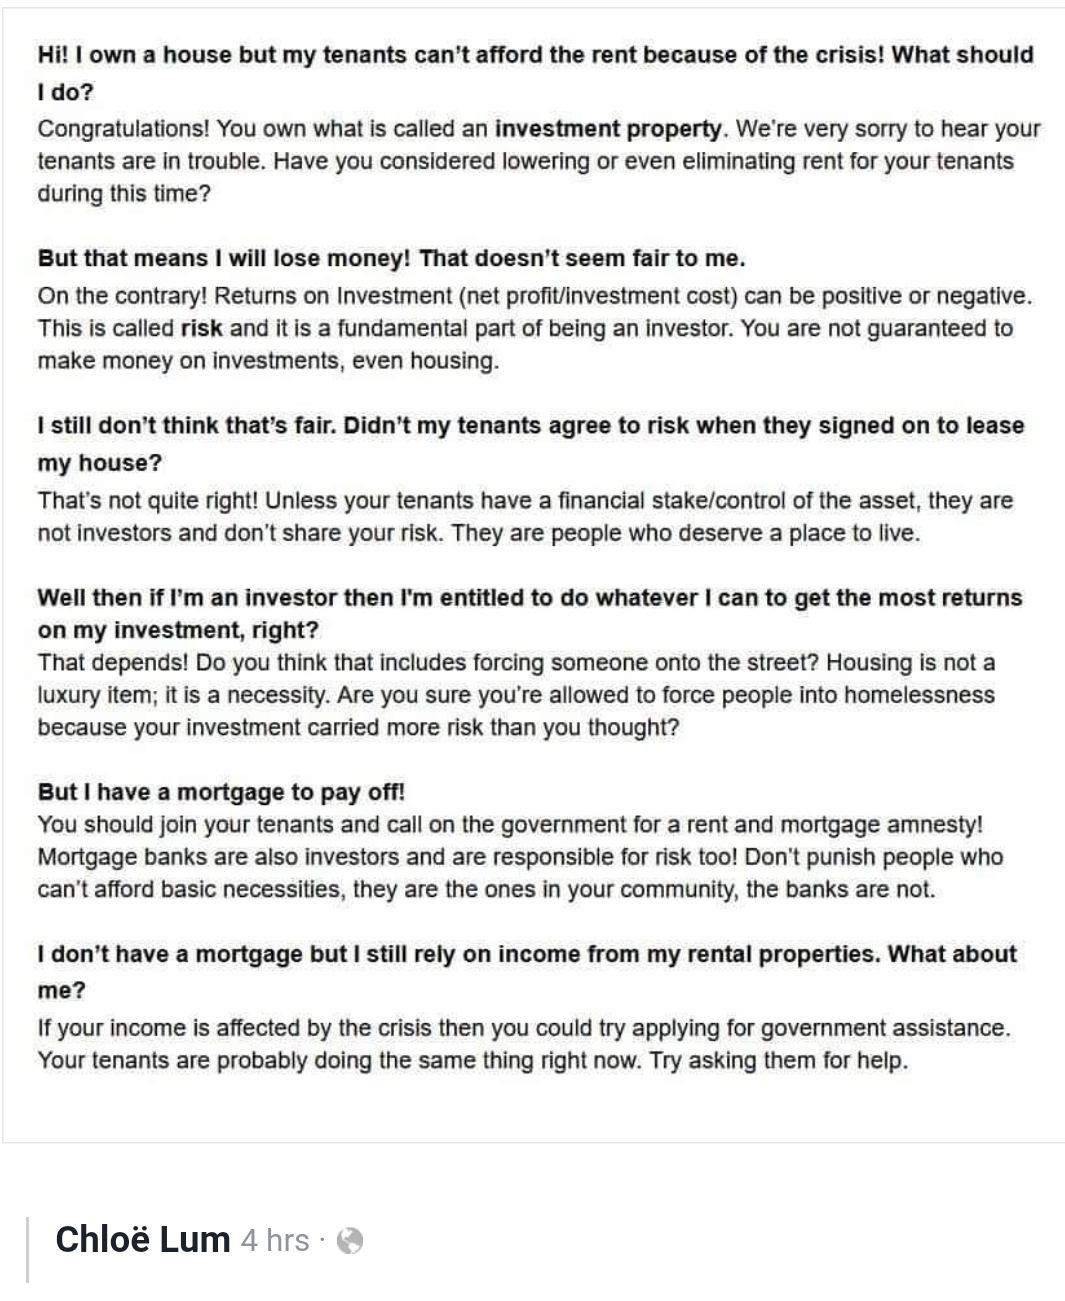 Hi! I own a house but my tenants can't afford the rent because of the crisis! What should
I do?
Congratulations! You own what is called an investment property. We're very sorry to hear your
tenants are in trouble. Have you considered lowering or even eliminating rent for your tenants
during this time?
But that means I will lose money! That doesn't seem fair to me.
On the contrary! Returns on Investment (net profit/investment cost) can be positive or negative.
This is called risk and it is a fundamental part of being an investor. You are not guaranteed to
make money on investments, even housing.
I still don't think that's fair. Didn't my tenants agree to risk when they signed on to lease
my house?
That's not quite right! Unless your tenants have a financial stake/control of the asset, they are
not investors and don't share your risk. They are people who deserve a place to live.
Well then if I'm an investor then I'm entitled to do whatever I can to get the most returns
on my investment, right?
That depends! Do you think that includes forcing someone onto the street? Housing is not a
luxury item; it is a necessity. Are you sure you're allowed to force people into homelessness
because your investment carried more risk than you thought?
But I have a mortgage to pay off!
You should join your tenants and call on the government for a rent and mortgage amnesty!
Mortgage banks are also investors and are responsible for risk too! Don't punish people who
can't afford basic necessities, they are the ones in your community, the banks are not.
I don't have a mortgage but I still rely on income from my rental properties. What about
me?
If your income is affected by the crisis then you could try applying for government assistance.
Your tenants are probably doing the same thing right now. Try asking them for help.
Chloë Lum 4 hrs ·